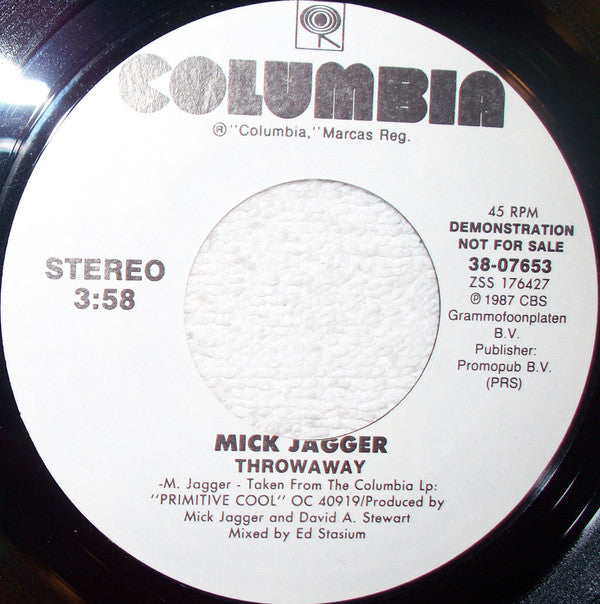 COLUMBIA
® "Columbia," Marcas Reg.
STEREO
3:58
45 RPM
DEMONSTRATION
NOT FOR SALE
38-07653
ZSS 176427
℗ 1987 CBS
Grammofoonplaten
B.V.
Publisher:
Promopub B.V.
(PRS)
MICK JAGGER
THROWAWAY
-M. Jagger - Taken From The Columbia Lp:
"PRIMITIVE COOL" OC 40919/Produced by
Mick Jagger and David A. Stewart
Mixed by Ed Stasium